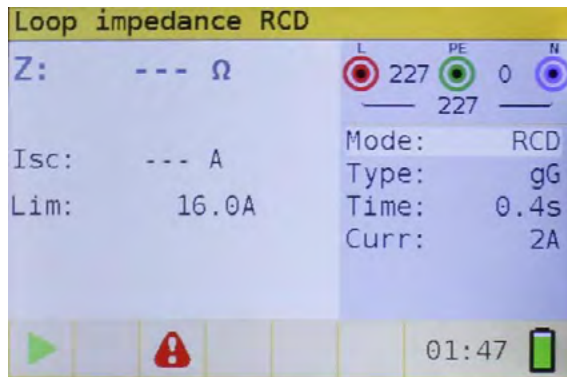 Loop impedance RCD
Z: --- Ω
L PE N
227 0
227
Isc: --- A
Lim: 16.0A
Mode: RCD
Type: gG
Time: 0.4s
Curr: 2A
01:47